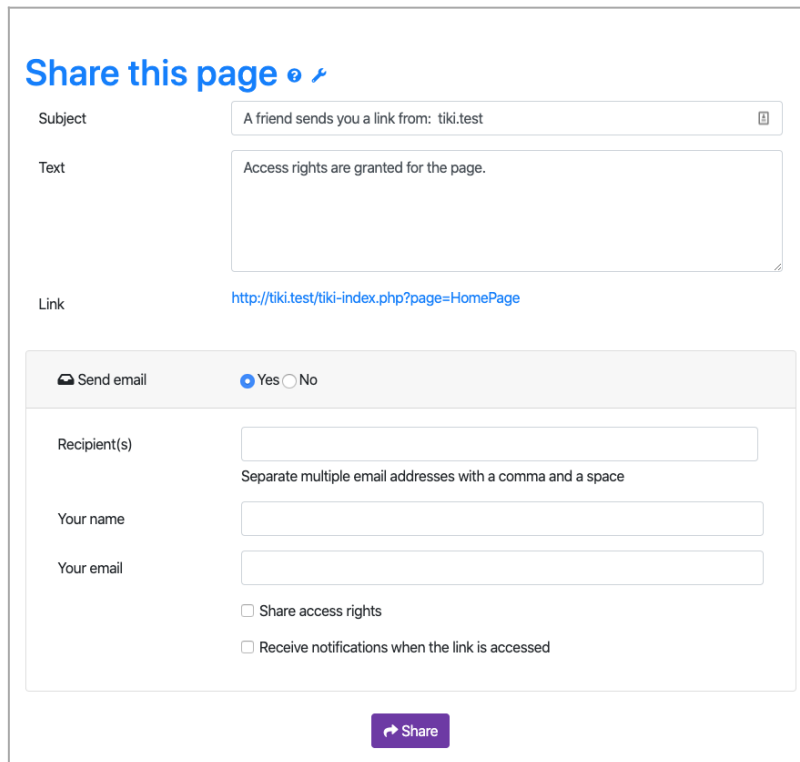 Share this page
Subject
A friend sends you a link from:  tiki.test
Text
Access rights are granted for the page.
Link
http://tiki.test/tiki-index.php?page=HomePage
Send email
Yes No
Recipient(s)
Separate multiple email addresses with a comma and a space
Your name
Your email
Share access rights
Receive notifications when the link is accessed
Share